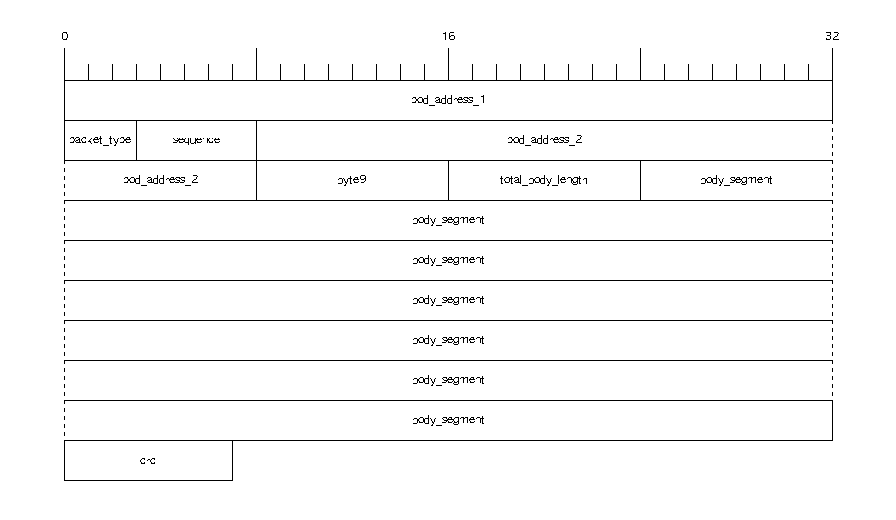 0 16 32
pod_address_1
packet_type sequence pod_address_2
pod_address_2 byte9 total_body_length body_segment
body_segment
body_segment
body_segment
body_segment
body_segment
body_segment
crc